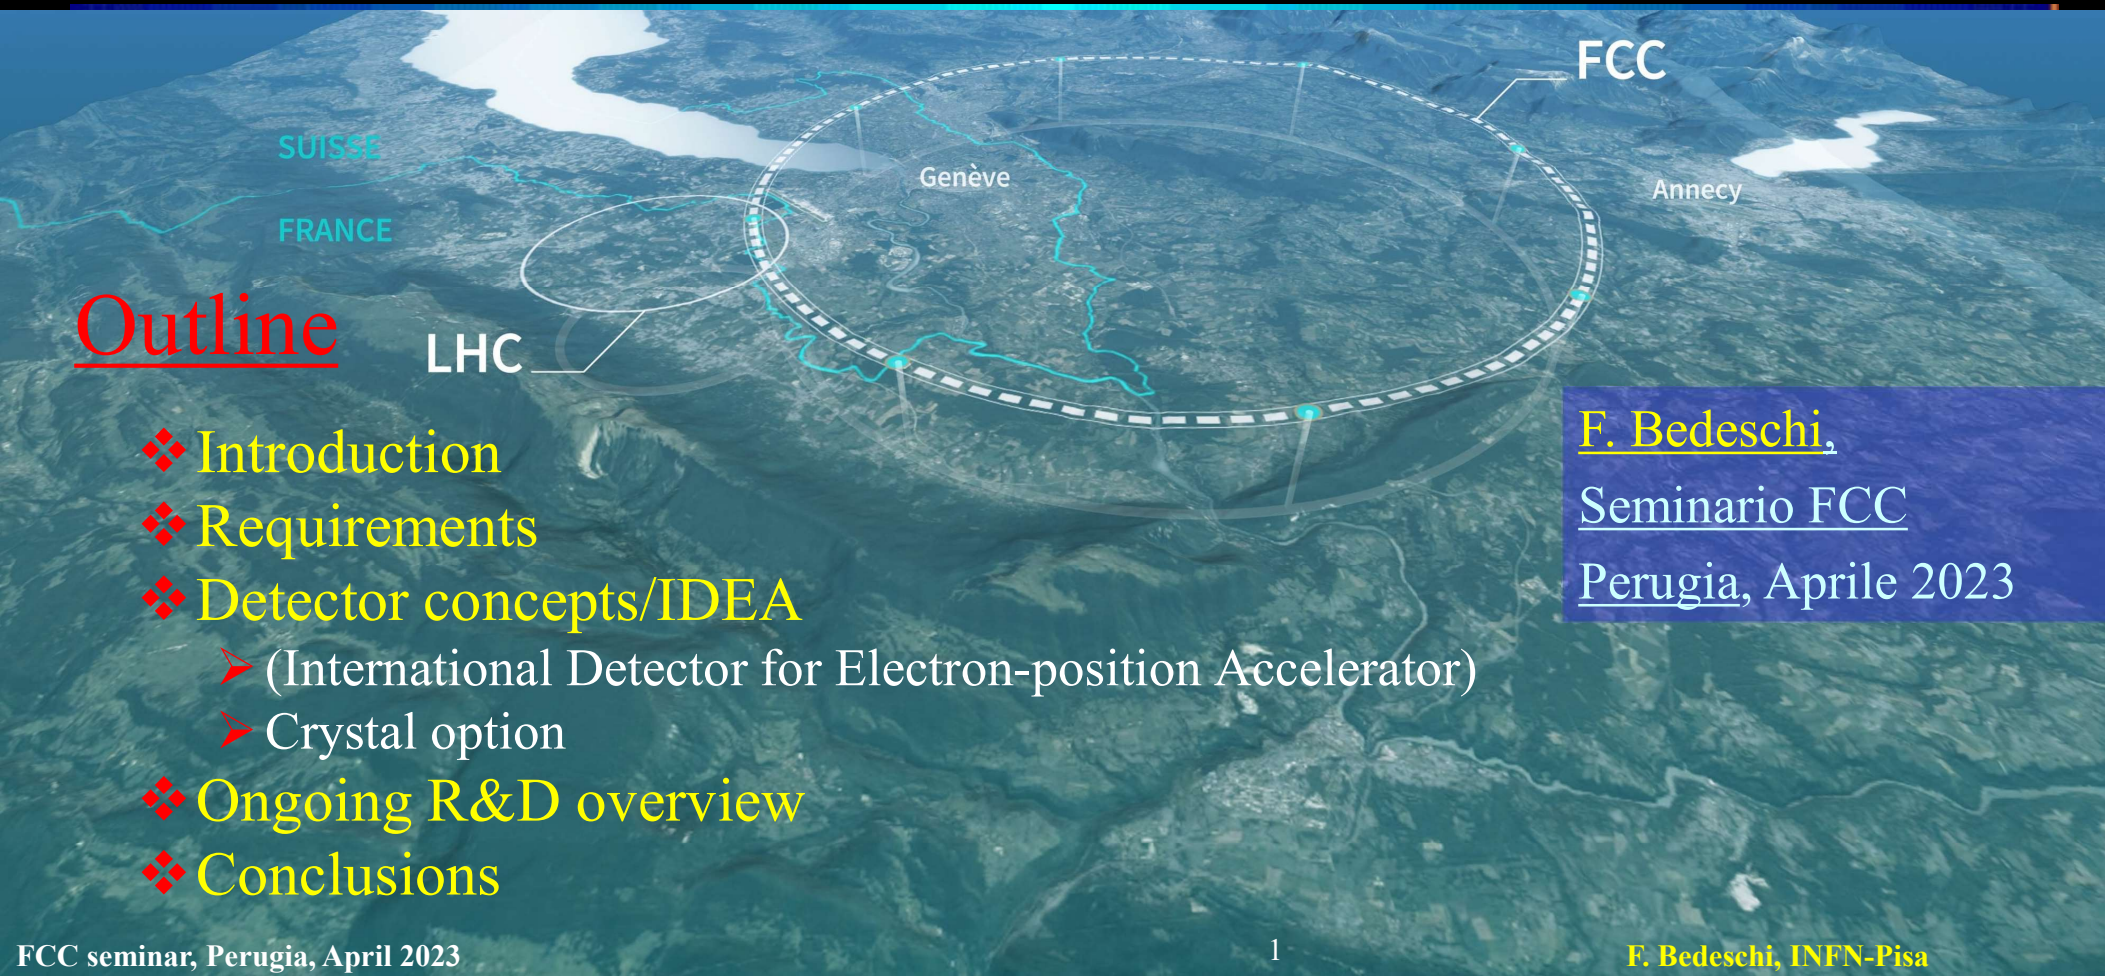 FCC
SUISSE
Genève
Annecy
FRANCE
LHC
Outline
Introduction
Requirements
Detector concepts/IDEA
(International Detector for Electron-position Accelerator)
Crystal option
Ongoing R&D overview
Conclusions
F. Bedeschi,
Seminario FCC
Perugia, Aprile 2023
FCC seminar, Perugia, April 2023
1
F. Bedeschi, INFN-Pisa